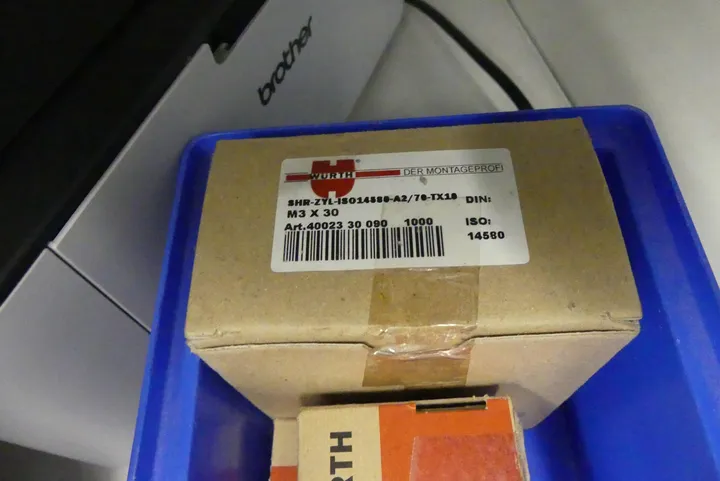 brother
WÜRTH
DER MONTAGEPROFI
SHR-ZYL-ISO14580-A2/70-TX10 DIN:
M3 X 30
Art.40023 30 090 1000 ISO:
14580
RTH